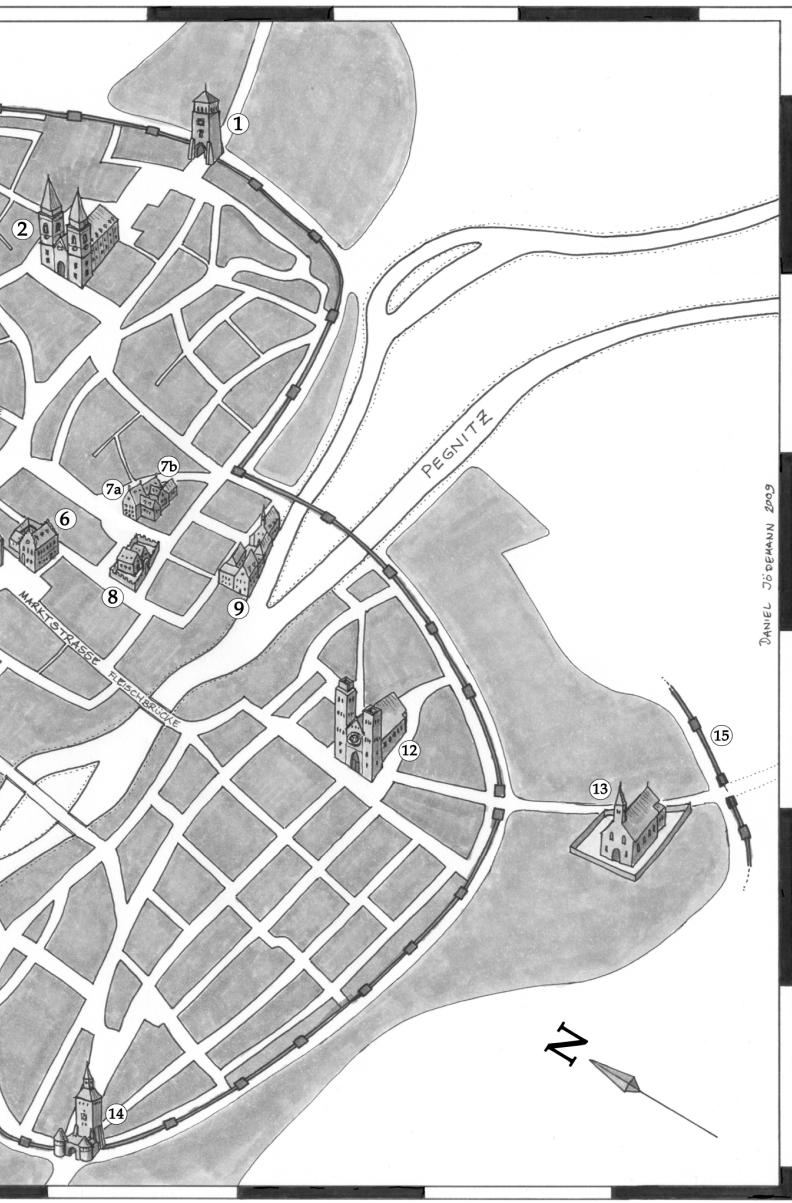 1
2
PEGNITZ
7b
7a
6
8
9
MARKTSTRASSE
FLEISCHBRÜCKE
12
13
15
14
N
DANIEL JÖDEMANN 2009